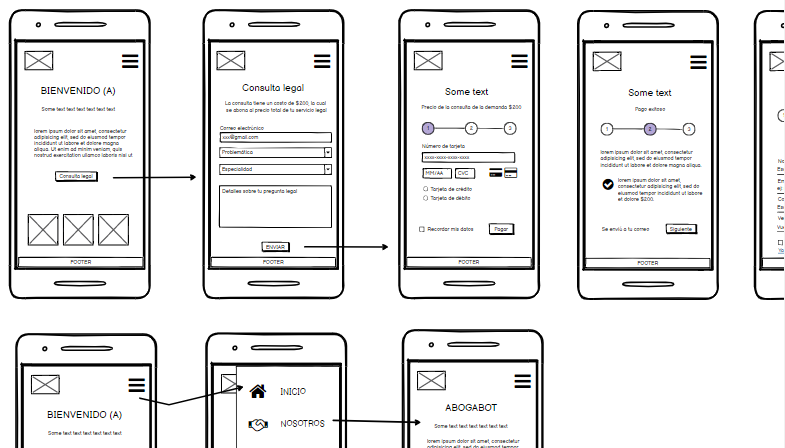 BIENVENIDO (A)
Some text text text text text text
lorem ipsum dolor sit amet, consectetur
adipisicing elit, sed do eiusmod tempor
incididunt ut labore et dolore magna
aliqua. Ut enim ad minim veniam, quis
nostrud exercitation ullamco laboris nisi ut
Consulta legal
FOOTER
Consulta legal
La consulta tiene un costo de $200, la cual
se abona al precio total de tu servicio legal
Correo electrónico
xxx@gmail.com
Problemática
Especialidad
Detalles sobre tu pregunta legal
ENVIAR
FOOTER
Some text
Precio de la consulta de la demanda $200
1
2
3
Número de tarjeta
xxxx-xxxx-xxxx-xxxx
MM/AA
CVC
Tarjeta de crédito
Tarjeta de débito
Recordar mis datos
Pagar
Some text
Pago exitoso
1
2
3
lorem ipsum dolor sit amet, consectetur
adipisicing elit, sed do eiusmod tempor
incididunt ut labore et dolore magna aliqua.
lorem ipsum dolor sit amet,
consectetur adipisicing elit, sed do
eiusmod tempor incididunt ut labore
et dolore $200.
Se envió a tu correo
Siguiente
FOOTER
BIENVENIDO (A)
Some text text text text text text
INICIO
NOSOTROS
ABOGABOT
Some text text text text text text
lorem ipsum dolor sit amet, consectetur